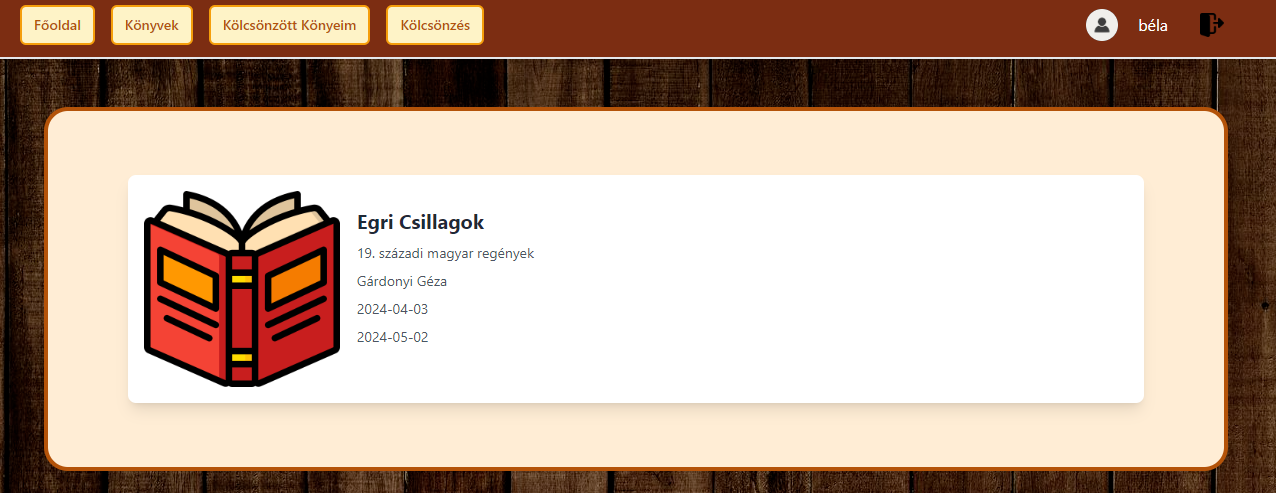 Főoldal
Könyvek
Kölcsönzött Könyeim
Kölcsönzés
béla
Egri Csillagok
19. századi magyar regények
Gárdonyi Géza
2024-04-03
2024-05-02